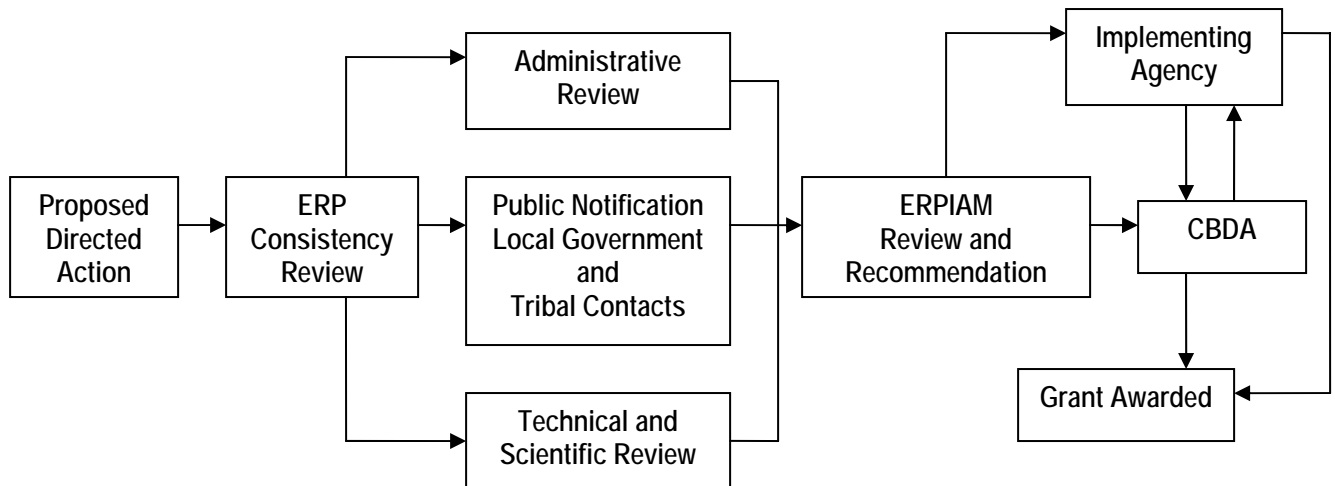 Proposed
Directed
Action
ERP
Consistency
Review
Administrative
Review
Public Notification
Local Government
and
Tribal Contacts
Technical and
Scientific Review
ERPIAM
Review and
Recommendation
Implementing
Agency
CBDA
Grant Awarded